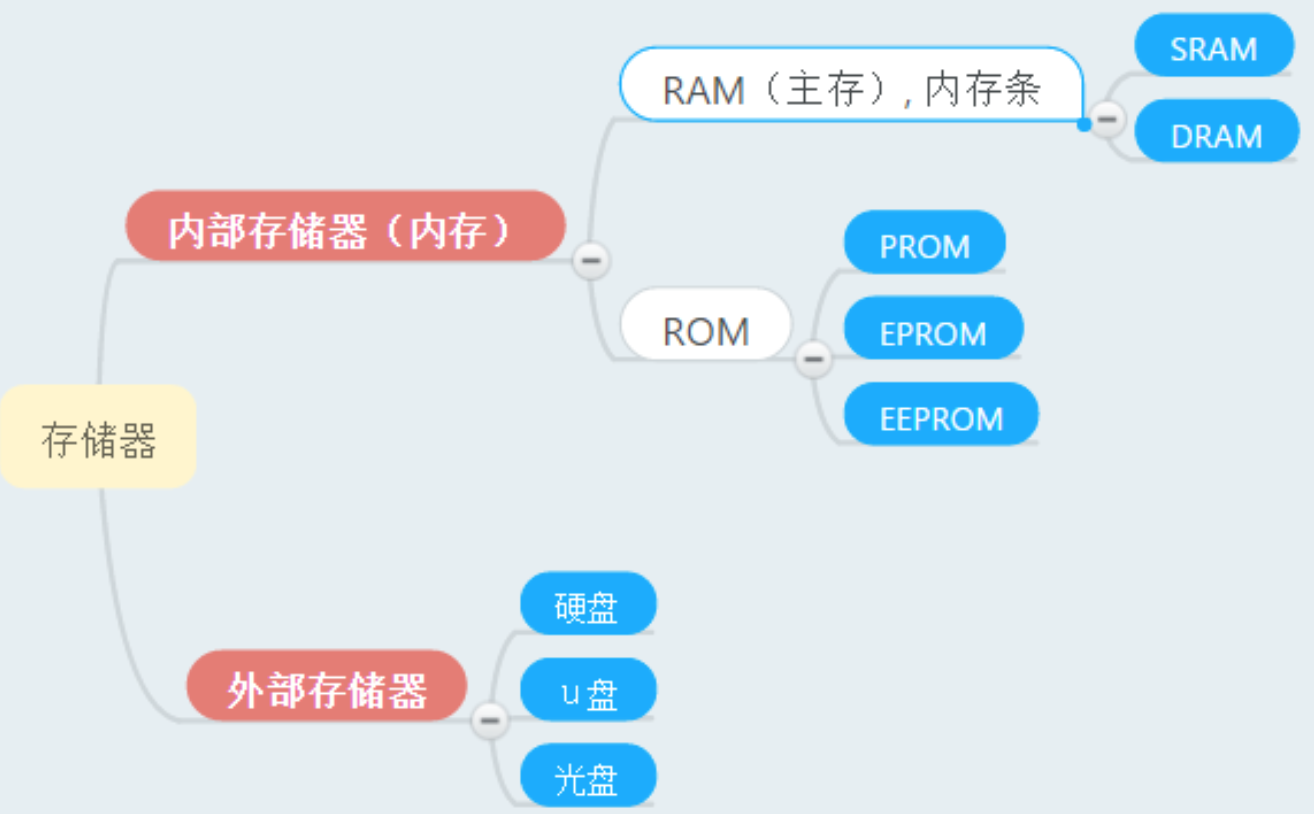 存储器
内部存储器（内存）
RAM（主存）, 内存条
SRAM
DRAM
ROM
PROM
EPROM
EEPROM
外部存储器
硬盘
u盘
光盘